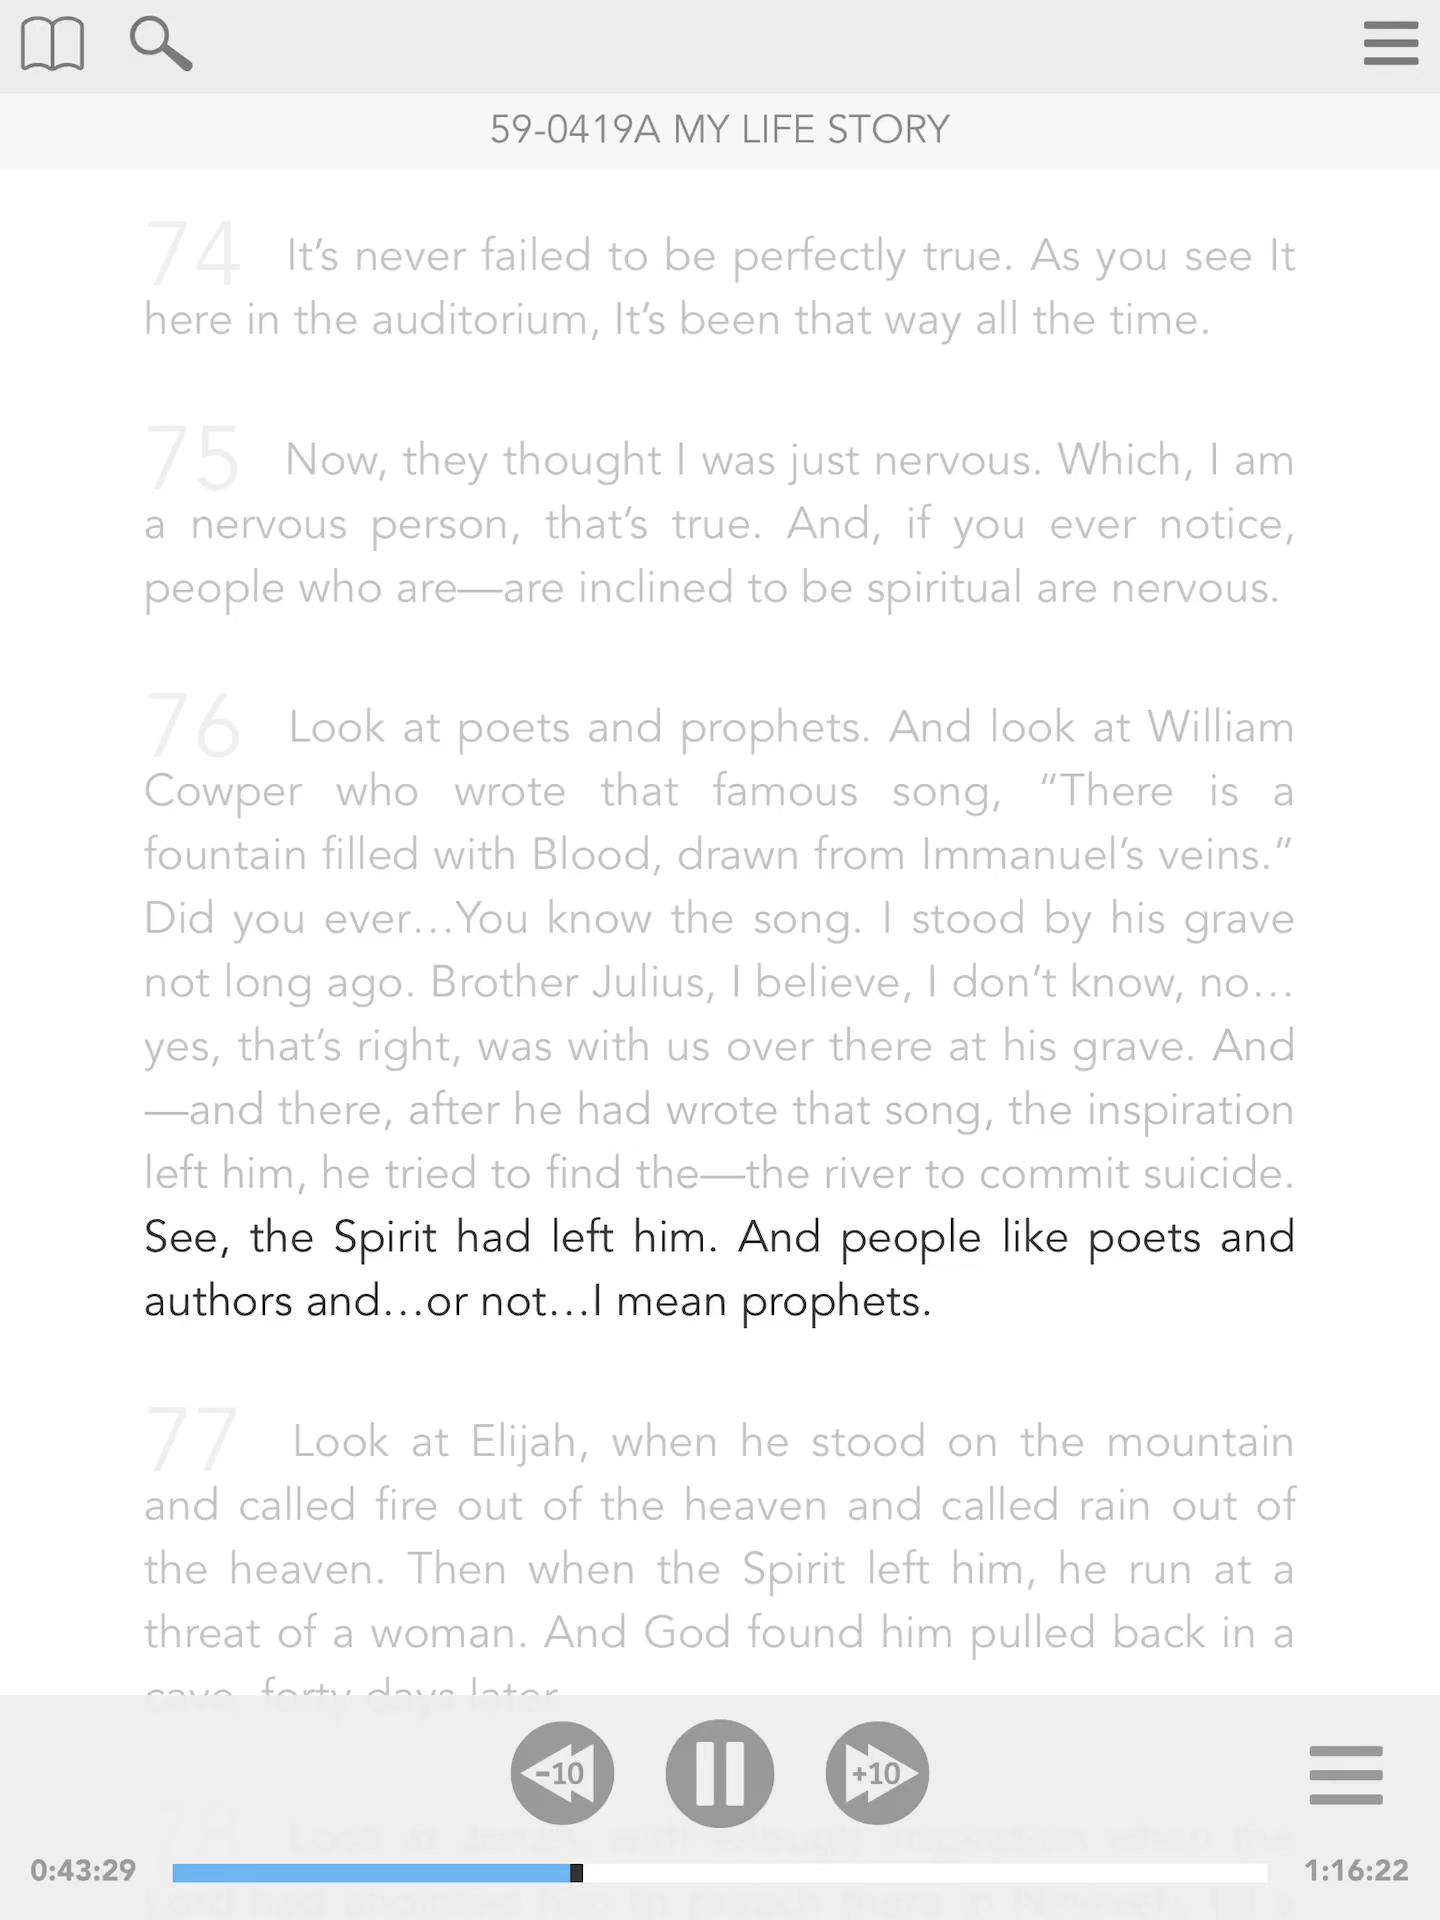 59-0419A MY LIFE STORY
74 It’s never failed to be perfectly true. As you see It
here in the auditorium, It’s been that way all the time.
75 Now, they thought I was just nervous. Which, I am
a nervous person, that’s true. And, if you ever notice,
people who are—are inclined to be spiritual are nervous.
76 Look at poets and prophets. And look at William
Cowper who wrote that famous song, “There is a
fountain filled with Blood, drawn from Immanuel’s veins.”
Did you ever…You know the song. I stood by his grave
not long ago. Brother Julius, I believe, I don’t know, no…
yes, that’s right, was with us over there at his grave. And
—and there, after he had wrote that song, the inspiration
left him, he tried to find the—the river to commit suicide.
See, the Spirit had left him. And people like poets and
authors and…or not…I mean prophets.
77 Look at Elijah, when he stood on the mountain
and called fire out of the heaven and called rain out of
the heaven. Then when the Spirit left him, he run at a
threat of a woman. And God found him pulled back in a
cave, forty days later.
-10 +10
0:43:29 1:16:22